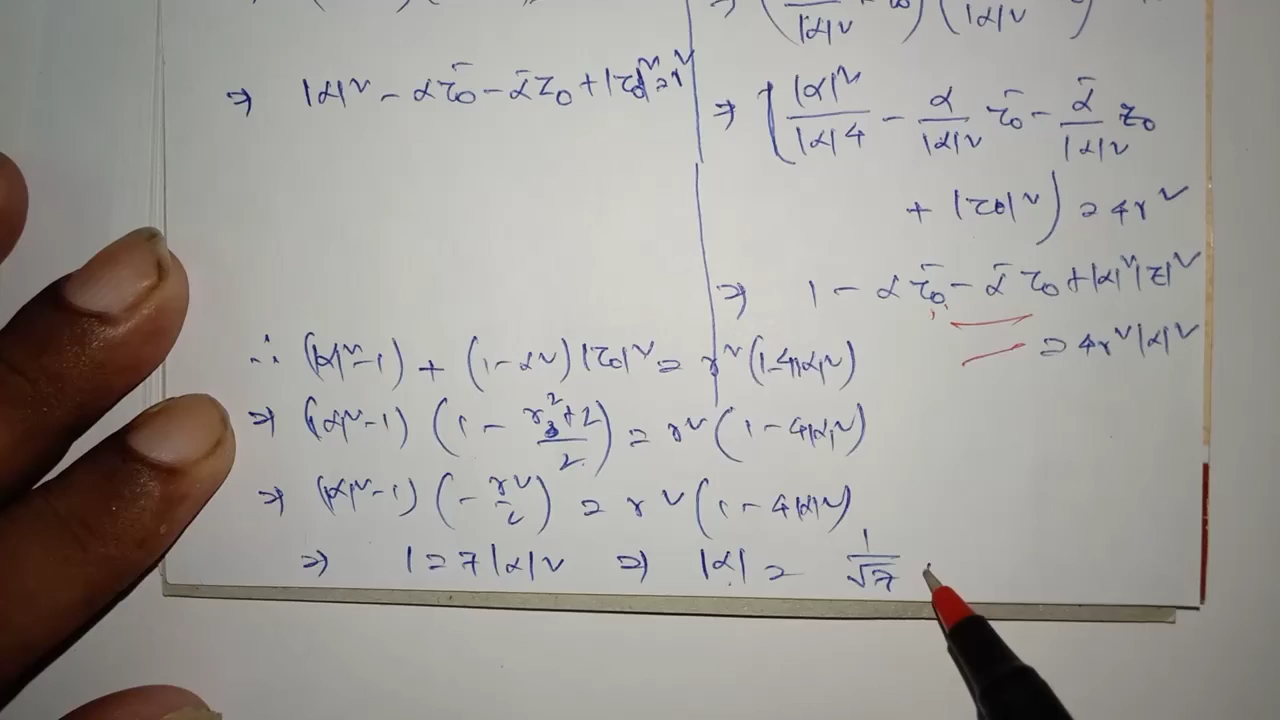 ⇒ |α|² - αz̄₀ - ᾱz₀ + |z₀|² = r²
|α|² |α|²
⇒ ( |α|²/|α|4 - α/|α|² z̄₀ - ᾱ/|α|² z₀
+ |z₀|² ) = 4r²
⇒ 1 - αz̄₀ - ᾱz₀ + |α|²|z|²
= 4r²|α|²
∴ (|α|²-1) + (1-α²)|z₀|² = r²(1-4|α|²)
⇒ (|α|²-1) (1 - (r²+2)/2) = r²(1-4|α|²)
⇒ (|α|²-1) (-r²/2) = r²(1-4|α|²)
⇒ 1 = 7|α|² ⇒ |α| = 1/√7